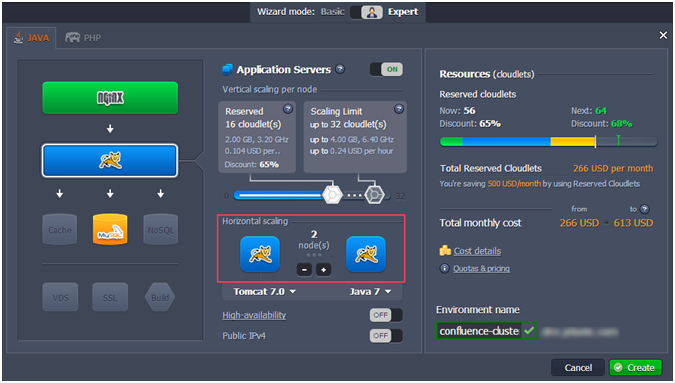 Wizard mode: Basic Expert
JAVA PHP
NGINX
Cache MySQL NoSQL
VDS SSL Build
Application Servers ? ON
Vertical scaling per node
Reserved ?
16 cloudlet(s)
2.00 GB, 3.20 GHz
0.104 USD per..
Discount: 65%
Scaling Limit ?
up to 32 cloudlet(s)
up to 4.00 GB, 6.40 GHz
up to 0.24 USD per hour
0 32
Horizontal scaling
2
node(s)
- +
Tomcat 7.0 Java 7
High-availability OFF
Public IPv4 OFF
Resources (cloudlets)
Reserved cloudlets
Now: 56 Next: 64
Discount: 65% Discount: 68%
Total Reserved Cloudlets 266 USD per month
You're saving 500 USD/month by using Reserved Cloudlets
from to ?
Total monthly cost 266 USD - 613 USD
Cost details
Quotas & pricing
Environment name
confluence-cluste
Cancel Create